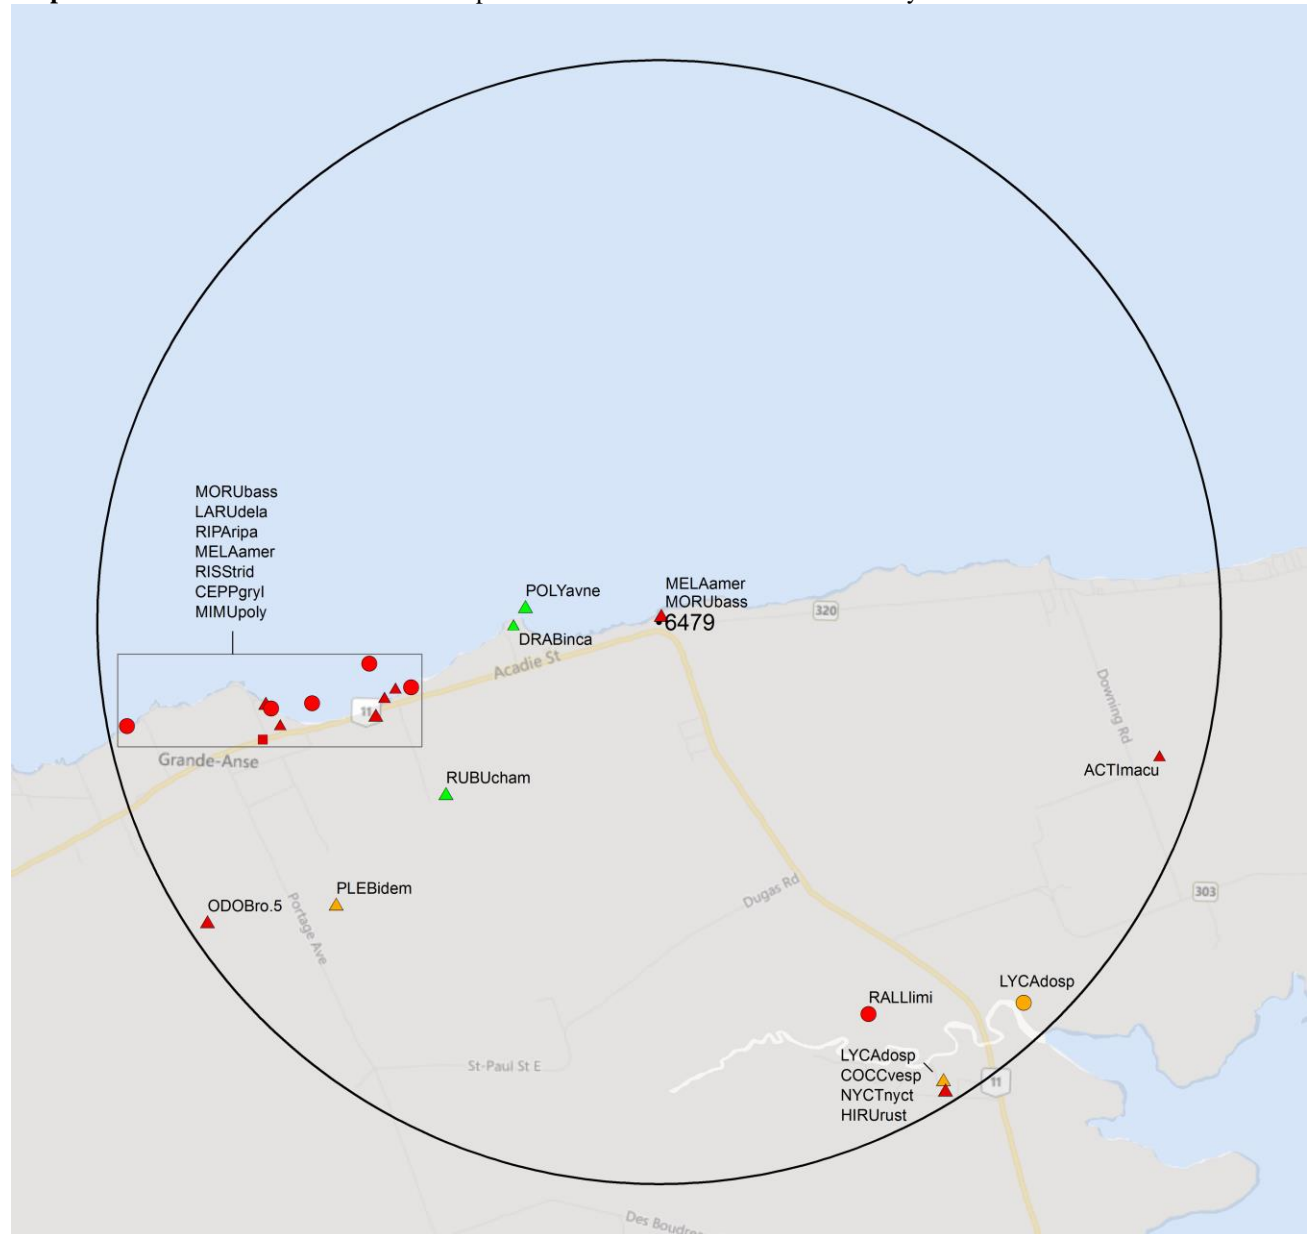 MORUbass
LARUdela
RIPAripa
MELAamer
RISStrid
CEPPgryl
MIMUpoly
POLYavne
DRABinca
MELAamer
MORUbass
6479
320
Acadie St
11
Grande-Anse
Downing Rd
ACTImacu
RUBUcham
PLEBidem
ODOBro.5
Portage Ave
Dugas Rd
303
LYCAdosp
RALLlimi
LYCAdosp
COCCvesp
NYCTnyct
HIRUrust
11
St-Paul St E